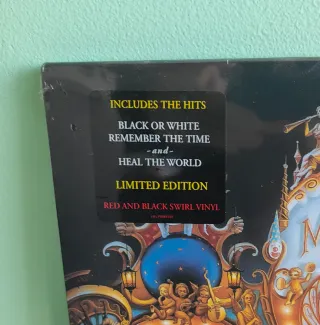 INCLUDES THE HITS
BLACK OR WHITE
REMEMBER THE TIME
-and-
HEAL THE WORLD
LIMITED EDITION
RED AND BLACK SWIRL VINYL
M